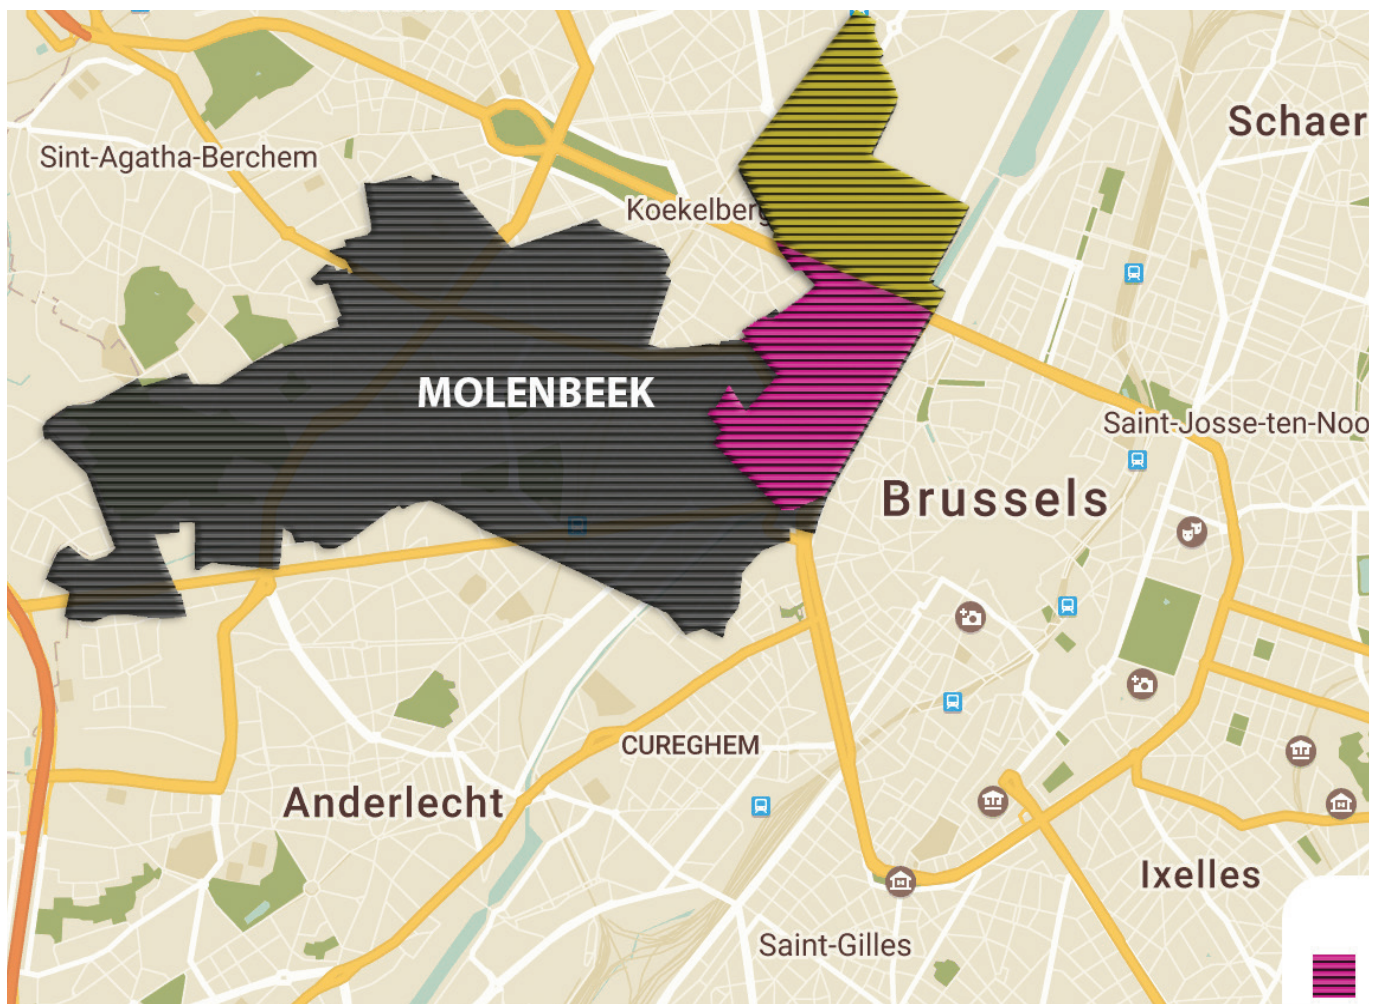 Schaer
Sint-Agatha-Berchem
Koekelberg
MOLENBEEK
Saint-Josse-ten-Noo
Brussels
CUREGHEM
Anderlecht
Ixelles
Saint-Gilles